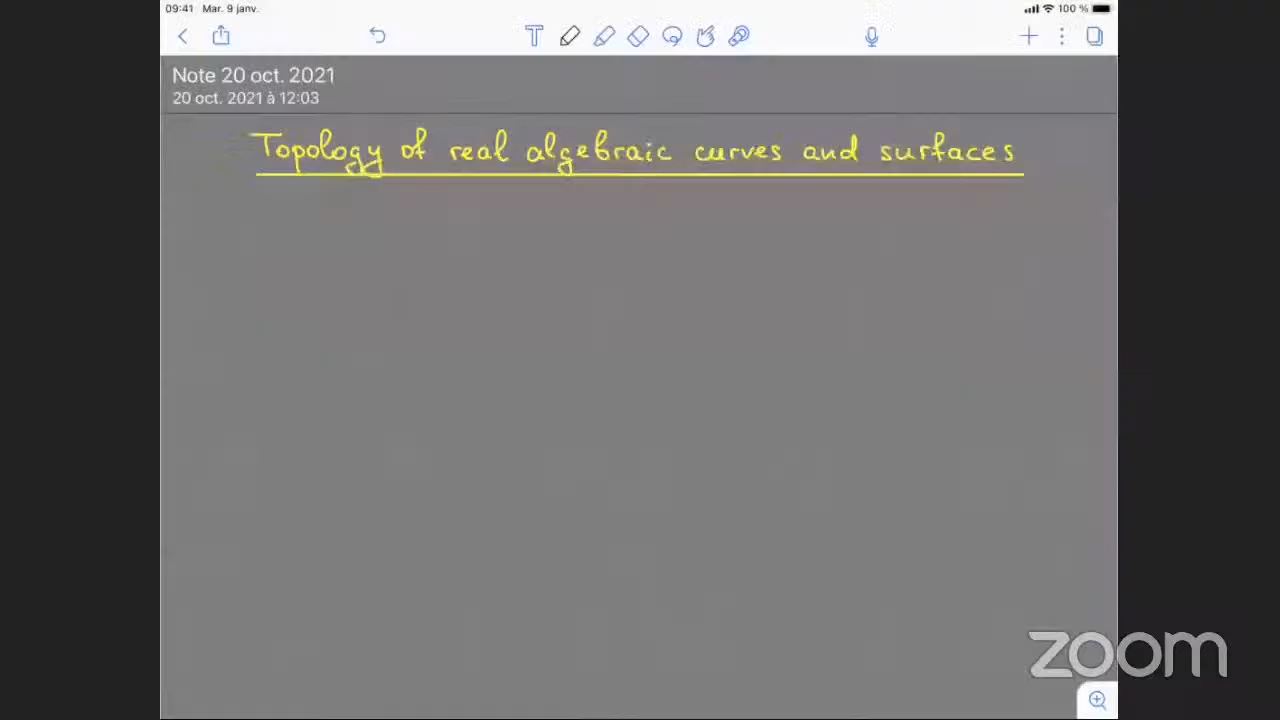 09:41 Mar. 9 janv.
100 %
Note 20 oct. 2021
20 oct. 2021 à 12:03
Topology of real algebraic curves and surfaces
zoom